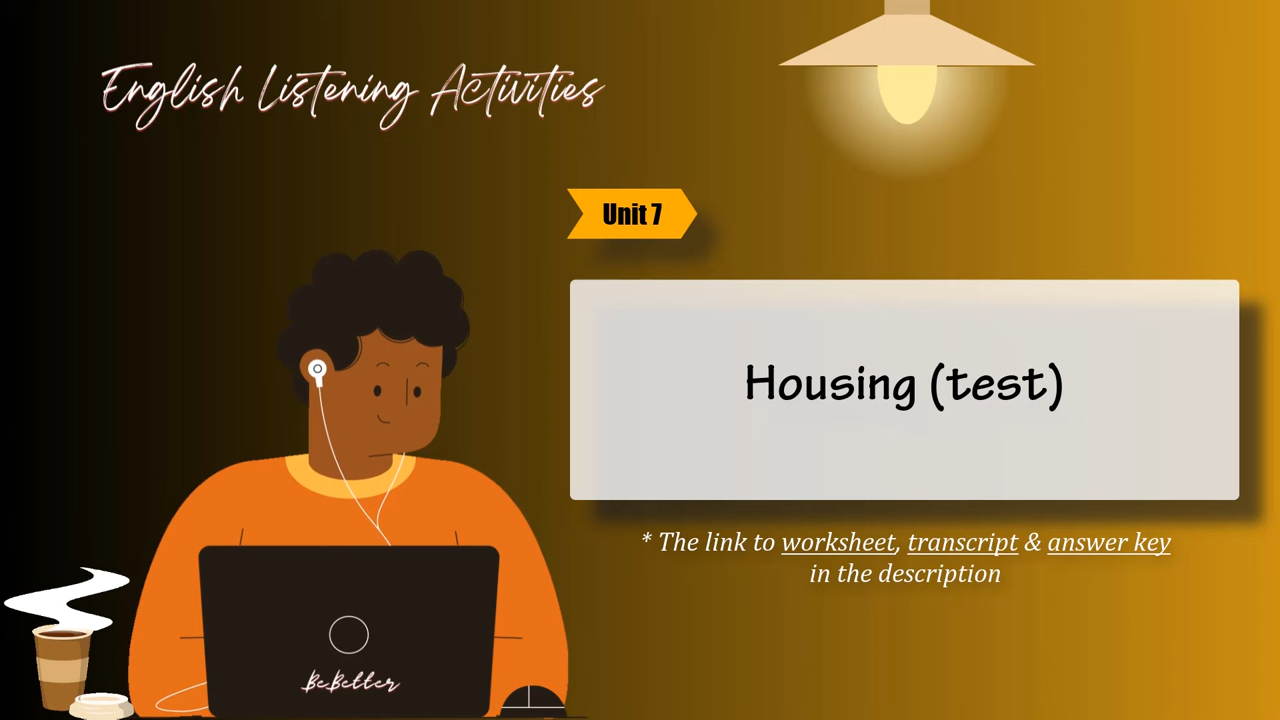 English Listening Activities
Unit 7
Housing (test)
* The link to worksheet, transcript & answer key
in the description
BeBetter